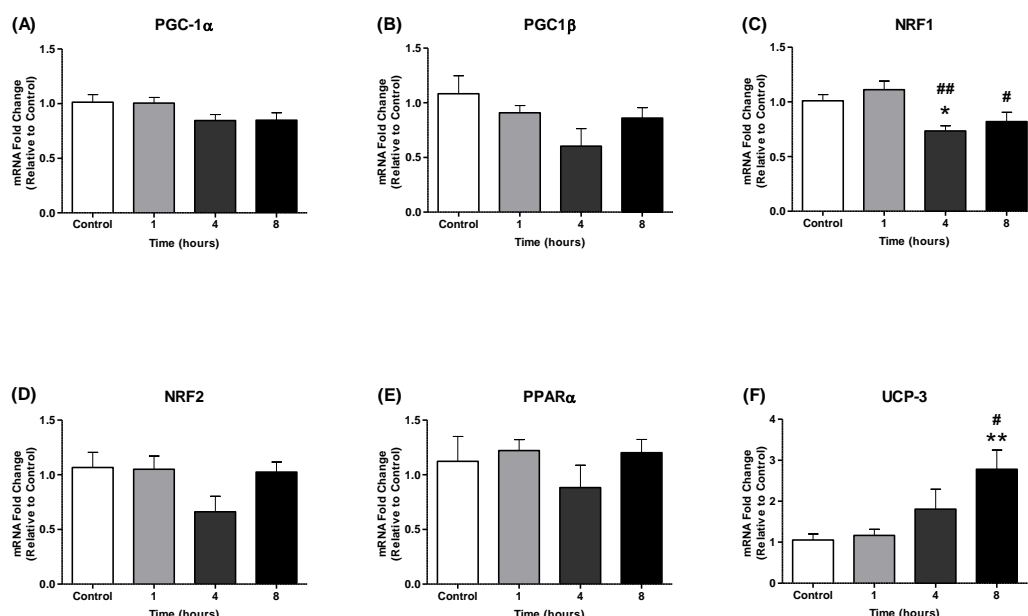 (A)
PGC-1α
mRNA Fold Change
(Relative to Control)
1.5
1.0
0.5
0.0
Control 1 4 8
Time (hours)
(B)
PGC1β
mRNA Fold Change
(Relative to Control)
1.5
1.0
0.5
0.0
Control 1 4 8
Time (hours)
(C)
NRF1
mRNA Fold Change
(Relative to Control)
1.5
1.0
0.5
0.0
##
*
#
Control 1 4 8
Time (hours)
(D)
NRF2
mRNA Fold Change
(Relative to Control)
1.5
1.0
0.5
0.0
Control 1 4 8
Time (hours)
(E)
PPARα
mRNA Fold Change
(Relative to Control)
1.5
1.0
0.5
0.0
Control 1 4 8
Time (hours)
(F)
UCP-3
mRNA Fold Change
(Relative to Control)
4
3
2
1
0
#
**
Control 1 4 8
Time (hours)